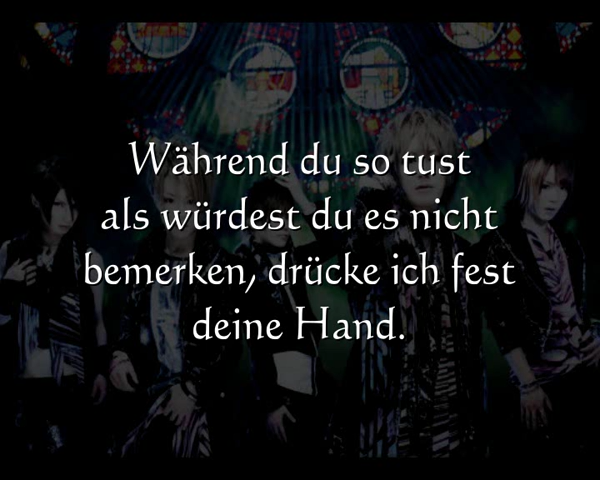 Während du so tust
als würdest du es nicht
bemerken, drücke ich fest
deine Hand.